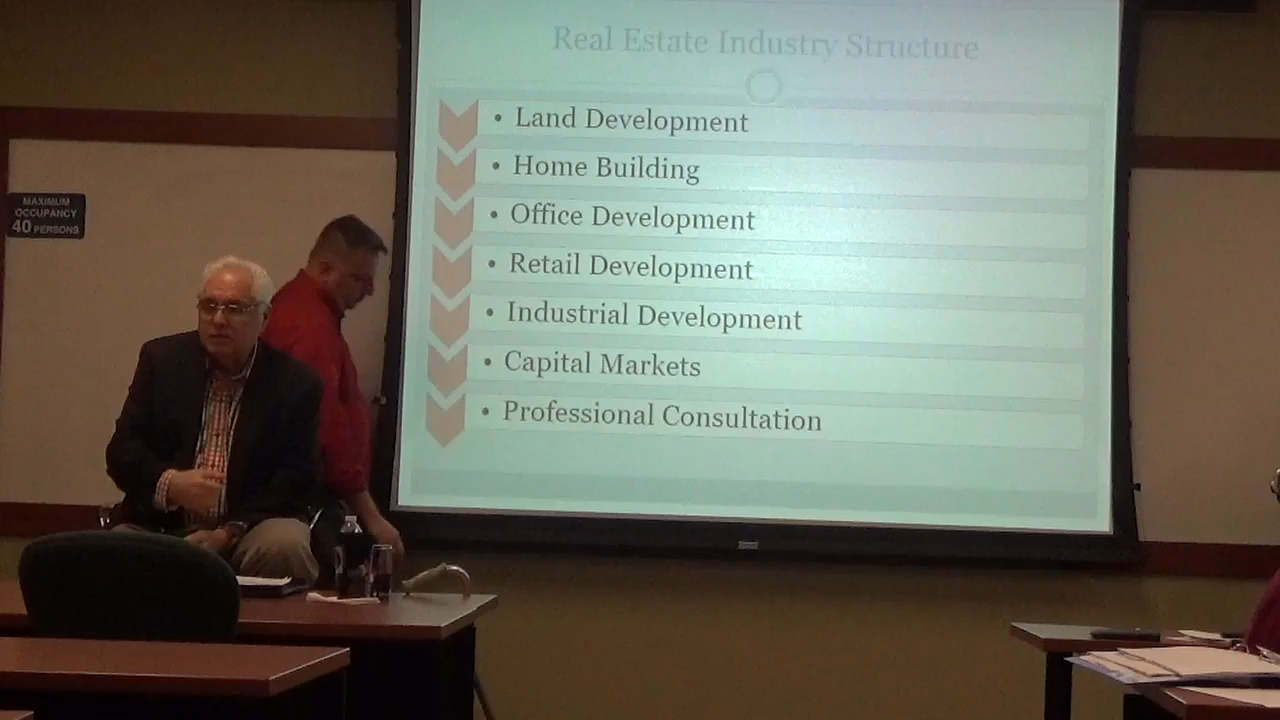 Real Estate Industry Structure
• Land Development
• Home Building
• Office Development
• Retail Development
• Industrial Development
• Capital Markets
• Professional Consultation
MAXIMUM
OCCUPANCY
40 PERSONS